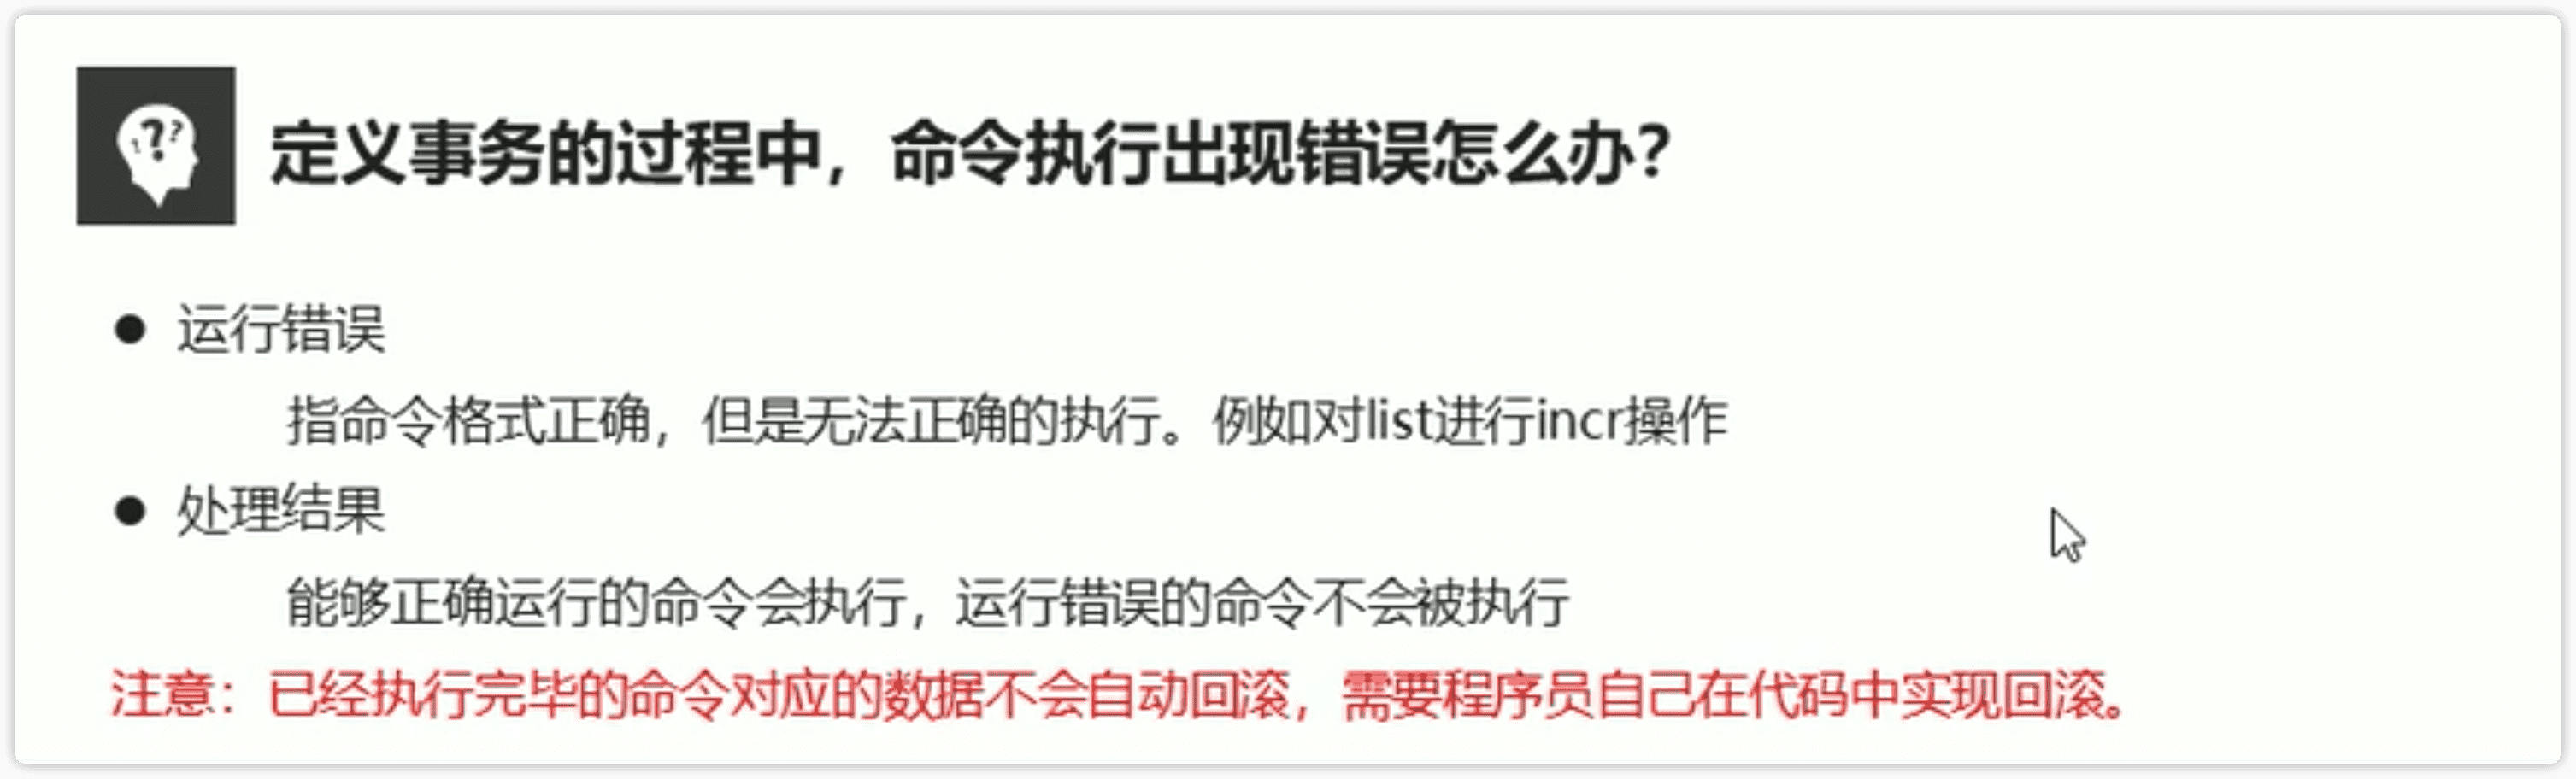 定义事务的过程中，命令执行出现错误怎么办？
● 运行错误
指命令格式正确，但是无法正确的执行。例如对list进行incr操作
● 处理结果
能够正确运行的命令会执行，运行错误的命令不会被执行
注意：已经执行完毕的命令对应的数据不会自动回滚，需要程序员自己在代码中实现回滚。